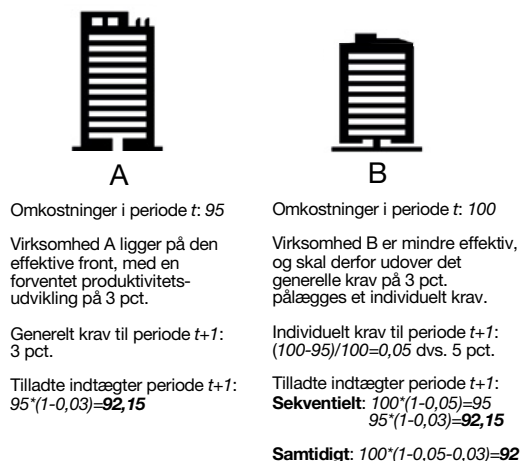 A
Omkostninger i periode t: 95
Virksomhed A ligger på den
effektive front, med en
forventet produktivitets-
udvikling på 3 pct.
Generelt krav til periode t+1:
3 pct.
Tilladte indtægter periode t+1:
95*(1-0,03)=92,15
B
Omkostninger i periode t: 100
Virksomhed B er mindre effektiv,
og skal derfor udover det
generelle krav på 3 pct.
pålægges et individuelt krav.
Individuelt krav til periode t+1:
(100-95)/100=0,05 dvs. 5 pct.
Tilladte indtægter periode t+1:
Sekventielt: 100*(1-0,05)=95
95*(1-0,03)=92,15
Samtidigt: 100*(1-0,05-0,03)=92